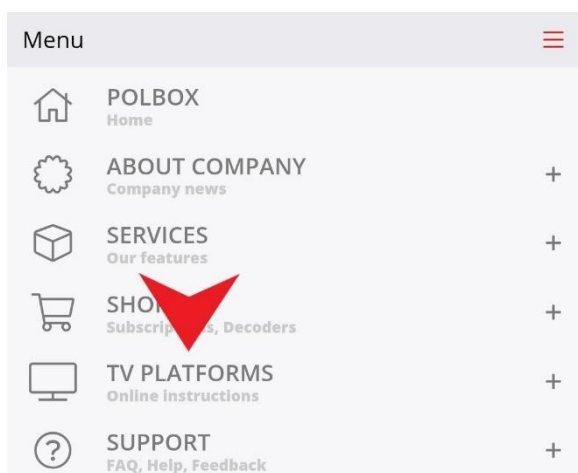 Menu
POLBOX
Home
ABOUT COMPANY
Company news
+
SERVICES
Our features
+
Decoders
+
TV PLATFORMS
Online instructions
+
SUPPORT
FAQ, Help, Feedback
+